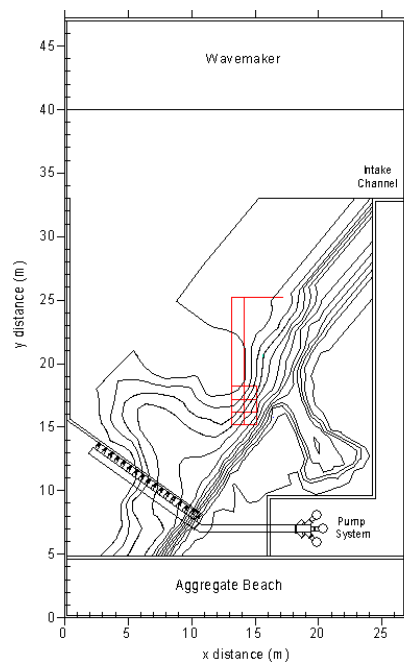 Wavemaker
Intake
Channel
45
40
35
30
25
20
15
10
5
0
y distance (m)
Pump
System
Aggregate Beach
0 5 10 15 20 25
x distance (m)